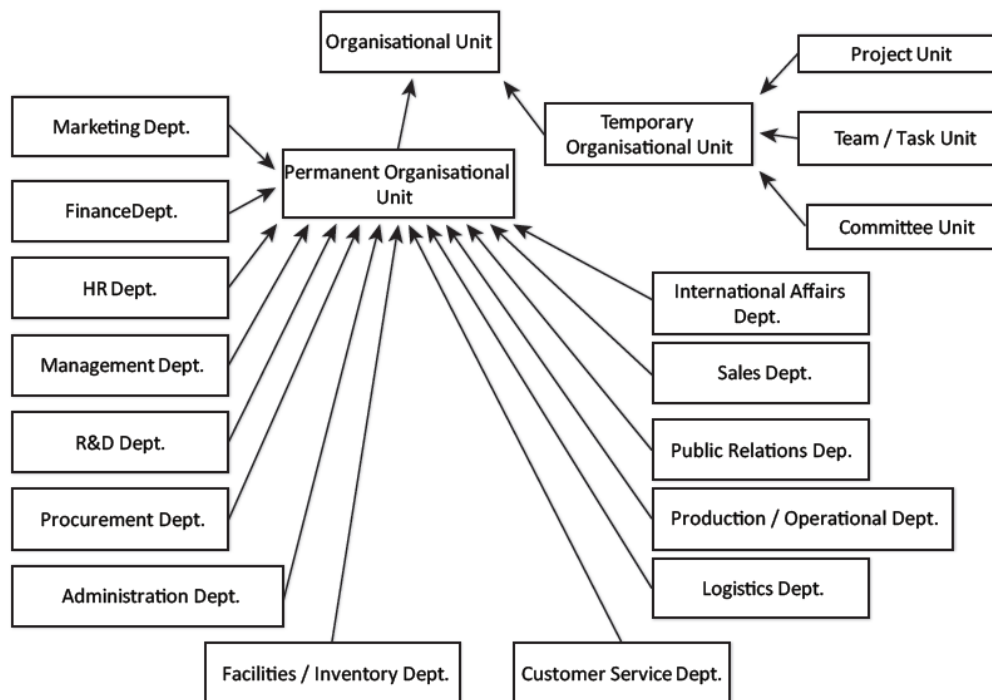 Organisational Unit
Project Unit
Marketing Dept.
Temporary
Organisational Unit
Team / Task Unit
Permanent Organisational
Unit
FinanceDept.
Committee Unit
HR Dept.
International Affairs
Dept.
Management Dept.
Sales Dept.
R&D Dept.
Public Relations Dep.
Procurement Dept.
Production / Operational Dept.
Administration Dept.
Logistics Dept.
Facilities / Inventory Dept.
Customer Service Dept.